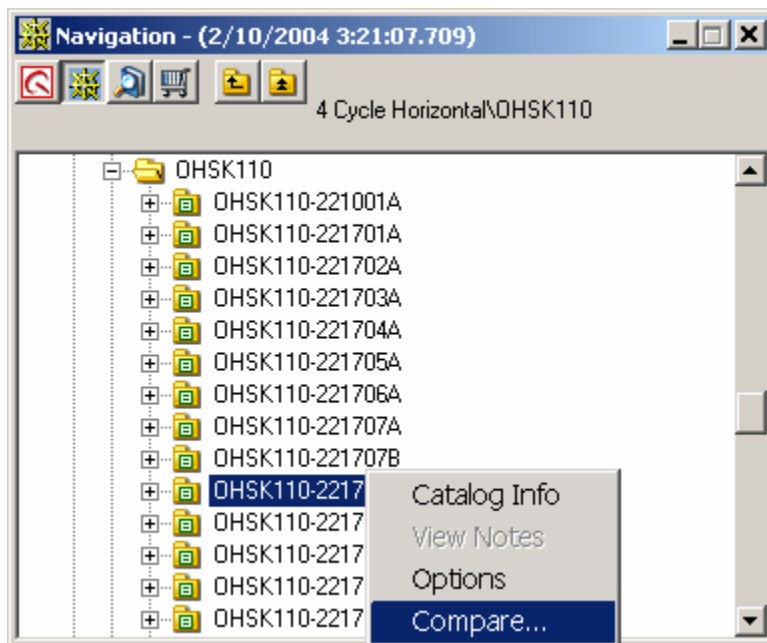 Navigation - (2/10/2004 3:21:07.709)
4 Cycle Horizontal\OHSK110
OHSK110
OHSK110-221001A
OHSK110-221701A
OHSK110-221702A
OHSK110-221703A
OHSK110-221704A
OHSK110-221705A
OHSK110-221706A
OHSK110-221707A
OHSK110-221707B
OHSK110-2217
OHSK110-2217
OHSK110-2217
OHSK110-2217
OHSK110-2217
Catalog Info
View Notes
Options
Compare...